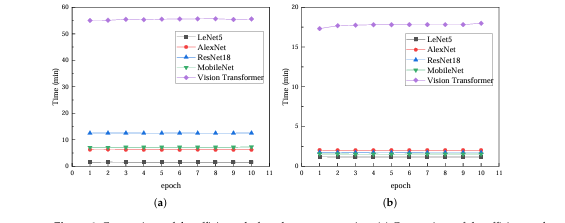 60
50
40
30
20
10
0
Time (min)
LeNet5
AlexNet
ResNet18
MobileNet
Vision Transformer
0 1 2 3 4 5 6 7 8 9 10 11
epoch
(a)
20
15
10
5
0
Time (min)
LeNet5
AlexNet
ResNet18
MobileNet
Vision Transformer
0 1 2 3 4 5 6 7 8 9 10 11
epoch
(b)